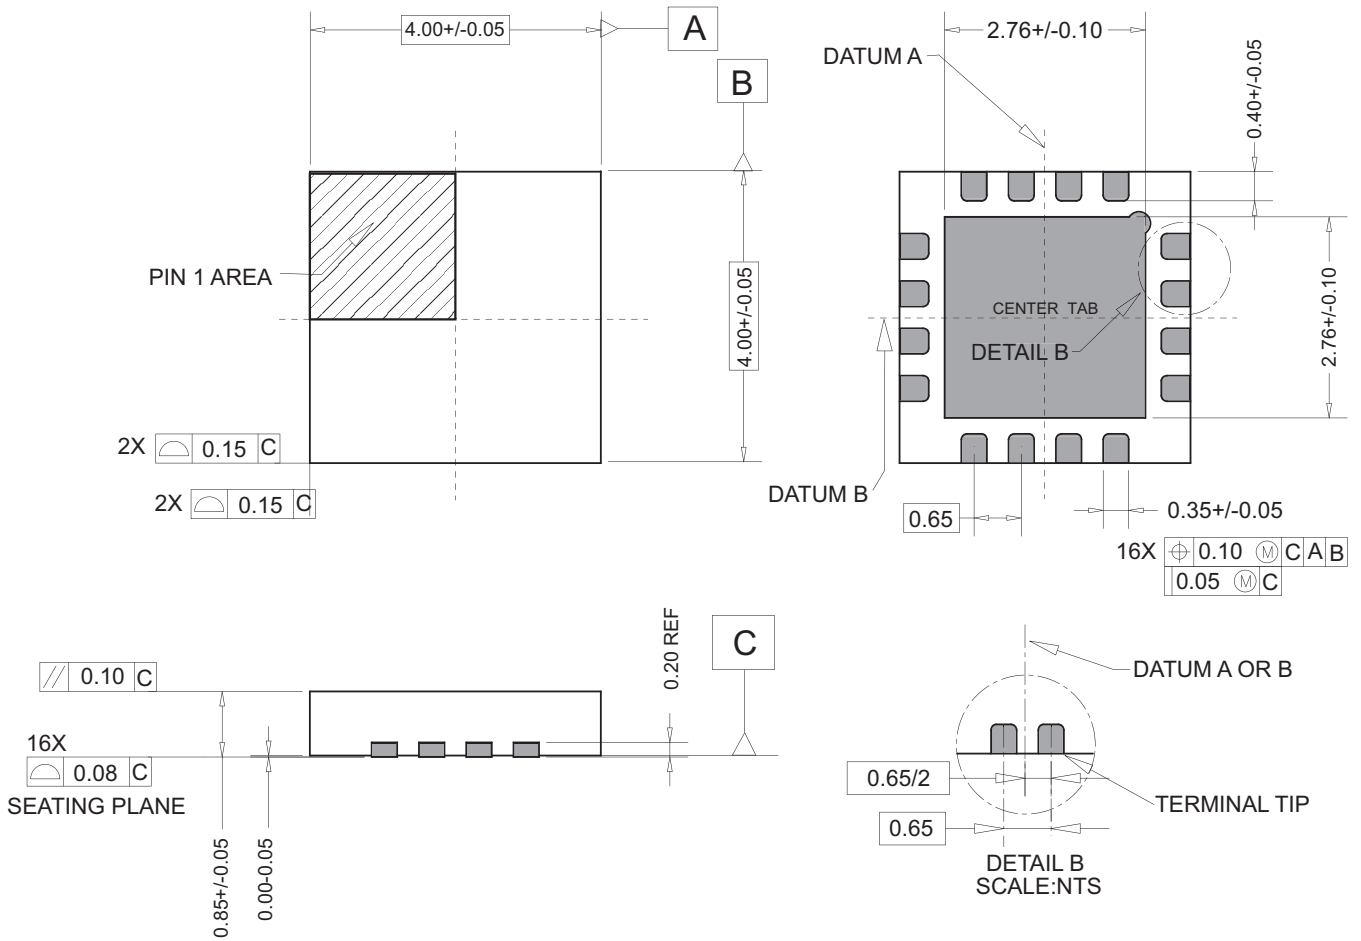 4.00+/-0.05
A
B
PIN 1 AREA
4.00+/-0.05
2X 0.15 C
2X 0.15 C
DATUM A
2.76+/-0.10
0.40+/-0.05
CENTER TAB
DETAIL B
2.76+/-0.10
DATUM B
0.65
0.35+/-0.05
16X 0.10 Ⓜ C A B
0.05 Ⓜ C
// 0.10 C
16X
0.08 C
SEATING PLANE
0.85+/-0.05
0.00-0.05
0.20 REF
C
DATUM A OR B
0.65/2
TERMINAL TIP
0.65
DETAIL B
SCALE:NTS